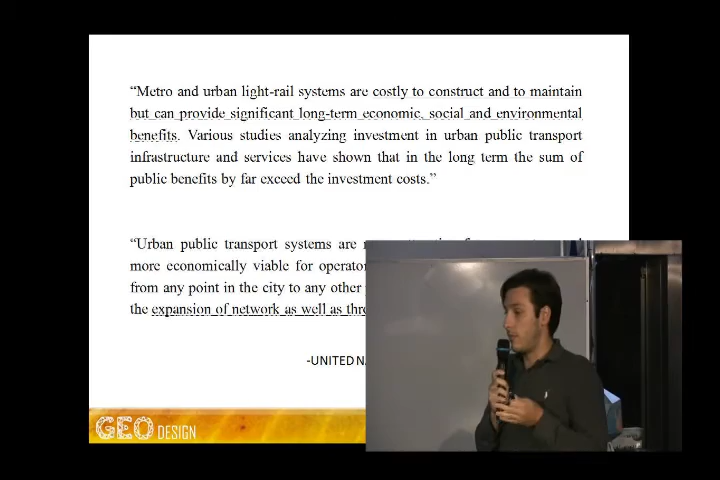 “Metro and urban light-rail systems are costly to construct and to maintain
but can provide significant long-term economic, social and environmental
benefits. Various studies analyzing investment in urban public transport
infrastructure and services have shown that in the long term the sum of
public benefits by far exceed the investment costs.”
“Urban public transport systems are
more economically viable for operator
from any point in the city to any other
the expansion of network as well as thr
-UNITED NA
GEO DESIGN